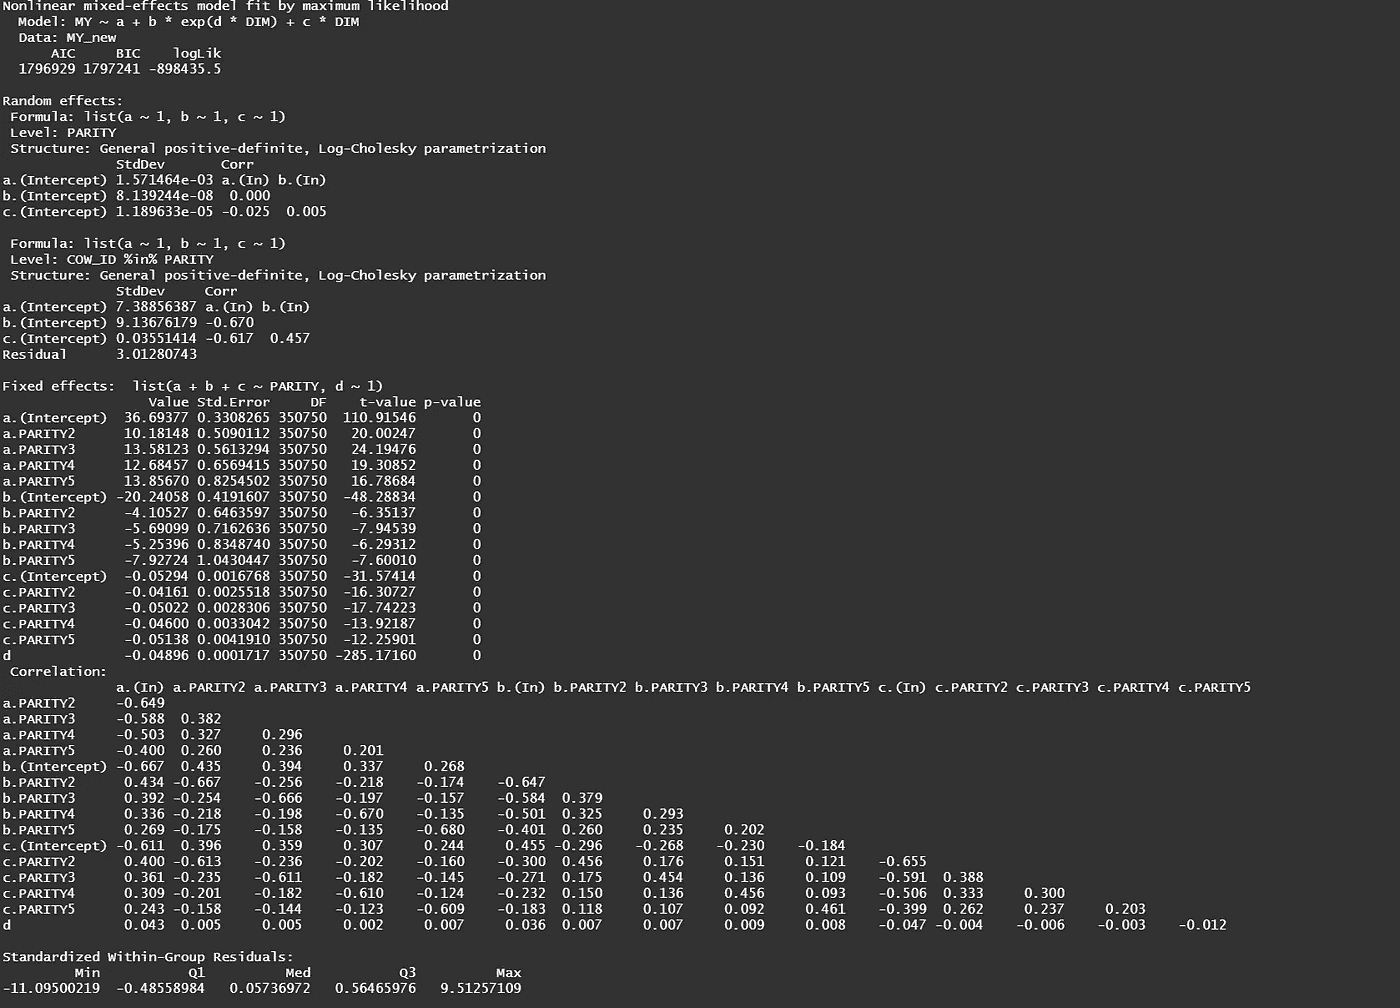 Nonlinear mixed-effects model fit by maximum likelihood
  Model: MY ~ a + b * exp(d * DIM) + c * DIM
  Data: MY_new
      AIC     BIC    logLik
  1796929 1797241 -898435.5

Random effects:
 Formula: list(a ~ 1, b ~ 1, c ~ 1)
 Level: PARITY
 Structure: General positive-definite, Log-Cholesky parametrization
              StdDev       Corr
a.(Intercept) 1.571464e-03 a.(In) b.(In)
b.(Intercept) 8.139244e-08  0.000
c.(Intercept) 1.189633e-05 -0.025  0.005

 Formula: list(a ~ 1, b ~ 1, c ~ 1)
 Level: COW_ID %in% PARITY
 Structure: General positive-definite, Log-Cholesky parametrization
              StdDev     Corr
a.(Intercept) 7.38856387 a.(In) b.(In)
b.(Intercept) 9.13676179 -0.670
c.(Intercept) 0.03551414 -0.617  0.457
Residual      3.01280743

Fixed effects:  list(a + b + c ~ PARITY, d ~ 1)
                  Value Std.Error     DF    t-value p-value
a.(Intercept)  36.69377 0.3308265 350750  110.91546       0
a.PARITY2      10.18148 0.5090112 350750   20.00247       0
a.PARITY3      13.58123 0.5613294 350750   24.19476       0
a.PARITY4      12.68457 0.6569415 350750   19.30852       0
a.PARITY5      13.85670 0.8254502 350750   16.78684       0
b.(Intercept) -20.24058 0.4191607 350750  -48.28834       0
b.PARITY2      -4.10527 0.6463597 350750   -6.35137       0
b.PARITY3      -5.69099 0.7162636 350750   -7.94539       0
b.PARITY4      -5.25396 0.8348740 350750   -6.29312       0
b.PARITY5      -7.92724 1.0430447 350750   -7.60010       0
c.(Intercept)  -0.05294 0.0016768 350750  -31.57414       0
c.PARITY2      -0.04161 0.0025518 350750  -16.30727       0
c.PARITY3      -0.05022 0.0028306 350750  -17.74223       0
c.PARITY4      -0.04600 0.0033042 350750  -13.92187       0
c.PARITY5      -0.05138 0.0041910 350750  -12.25901       0
d              -0.04896 0.0001717 350750 -285.17160       0
 Correlation:
              a.(In) a.PARITY2 a.PARITY3 a.PARITY4 a.PARITY5 b.(In) b.PARITY2 b.PARITY3 b.PARITY4 b.PARITY5 c.(In) c.PARITY2 c.PARITY3 c.PARITY4 c.PARITY5
a.PARITY2     -0.649
a.PARITY3     -0.588  0.382
a.PARITY4     -0.503  0.327     0.296
a.PARITY5     -0.400  0.260     0.236     0.201
b.(Intercept) -0.667  0.435     0.394     0.337     0.268
b.PARITY2      0.434 -0.667    -0.256    -0.218    -0.174    -0.647
b.PARITY3      0.392 -0.254    -0.666    -0.197    -0.157    -0.584  0.379
b.PARITY4      0.336 -0.218    -0.198    -0.670    -0.135    -0.501  0.325     0.293
b.PARITY5      0.269 -0.175    -0.158    -0.135    -0.680    -0.401  0.260     0.235     0.202
c.(Intercept) -0.611  0.396     0.359     0.307     0.244     0.455 -0.296    -0.268    -0.230    -0.184
c.PARITY2      0.400 -0.613    -0.236    -0.202    -0.160    -0.300  0.456     0.176     0.151     0.121    -0.655
c.PARITY3      0.361 -0.235    -0.611    -0.182    -0.145    -0.271  0.175     0.454     0.136     0.109    -0.591  0.388
c.PARITY4      0.309 -0.201    -0.182    -0.610    -0.124    -0.232  0.150     0.136     0.456     0.093    -0.506  0.333     0.300
c.PARITY5      0.243 -0.158    -0.144    -0.123    -0.609    -0.183  0.118     0.107     0.092     0.461    -0.399  0.262     0.237     0.203
d              0.043  0.005     0.005     0.002     0.007     0.036  0.007     0.007     0.009     0.008    -0.047 -0.004    -0.006    -0.003    -0.012

Standardized Within-Group Residuals:
         Min           Q1          Med           Q3          Max
-11.09500219  -0.48558984   0.05736972   0.56465976   9.51257109